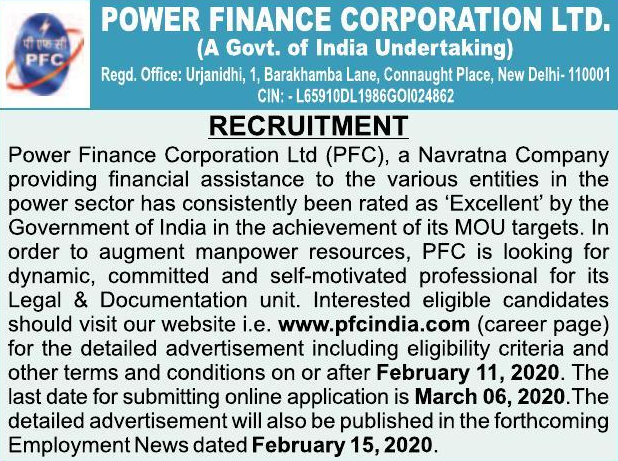 पी एफ सी
PFC
POWER FINANCE CORPORATION LTD.
(A Govt. of India Undertaking)
Regd. Office: Urjanidhi, 1, Barakhamba Lane, Connaught Place, New Delhi- 110001
CIN: - L65910DL1986GOI024862
RECRUITMENT
Power Finance Corporation Ltd (PFC), a Navratna Company
providing financial assistance to the various entities in the
power sector has consistently been rated as ‘Excellent’ by the
Government of India in the achievement of its MOU targets. In
order to augment manpower resources, PFC is looking for
dynamic, committed and self-motivated professional for its
Legal & Documentation unit. Interested eligible candidates
should visit our website i.e. www.pfcindia.com (career page)
for the detailed advertisement including eligibility criteria and
other terms and conditions on or after February 11, 2020. The
last date for submitting online application is March 06, 2020.The
detailed advertisement will also be published in the forthcoming
Employment News dated February 15, 2020.